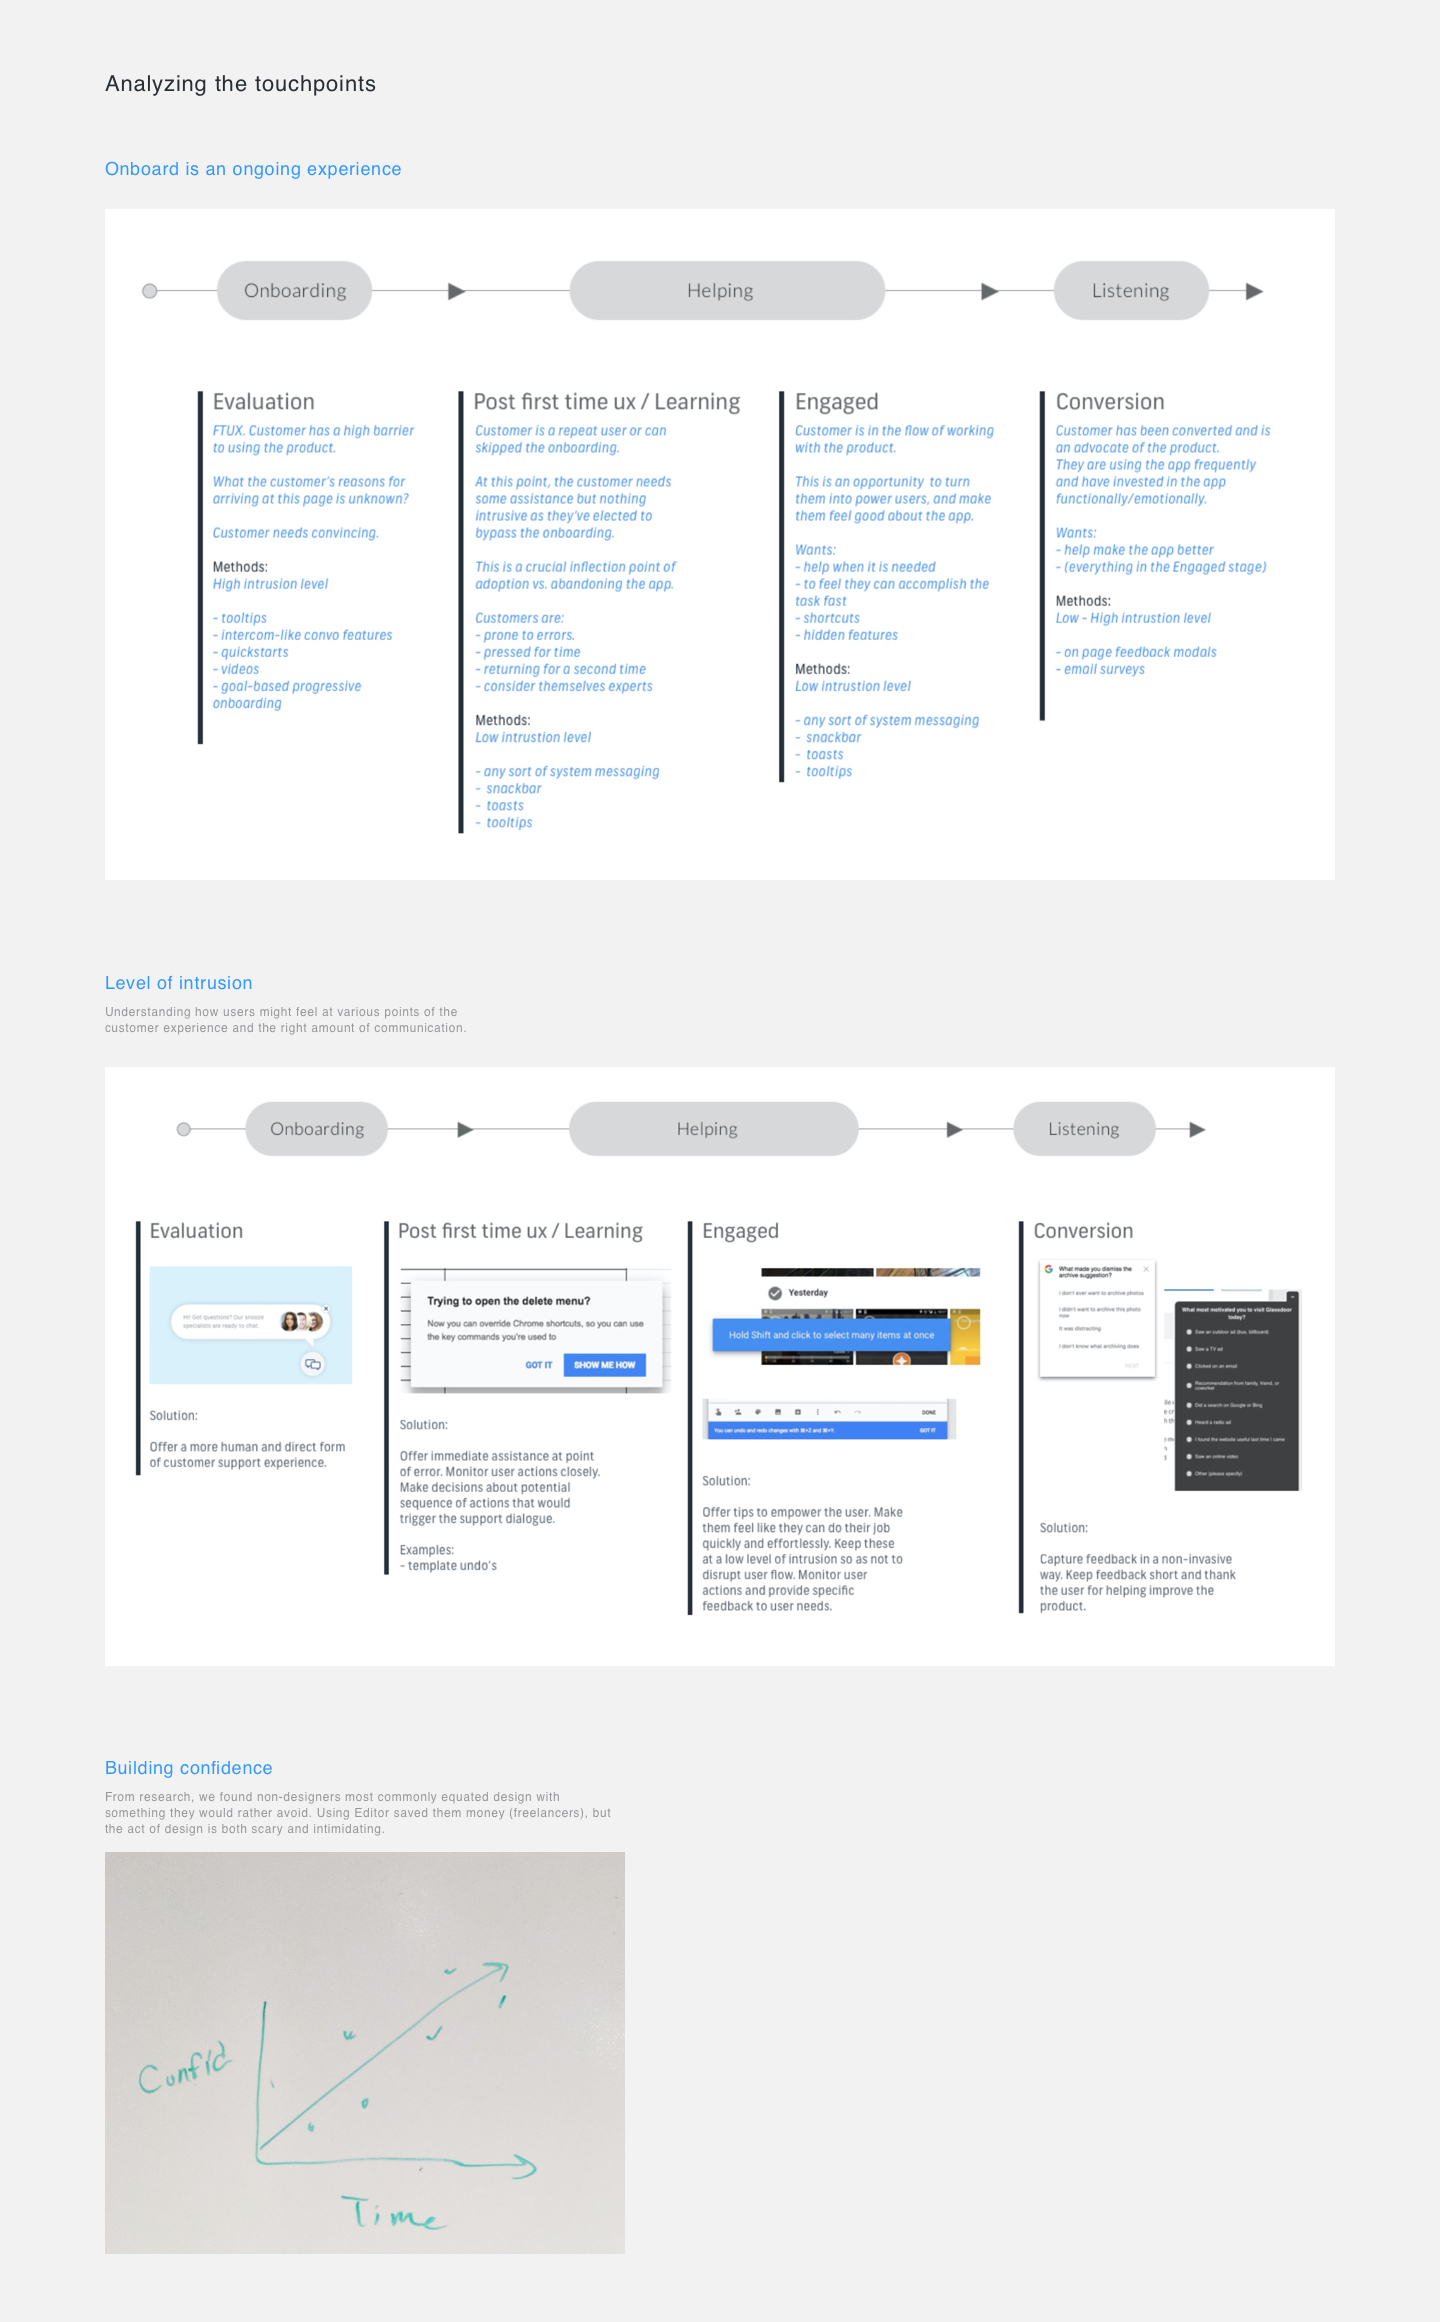 Analyzing the touchpoints
Onboard is an ongoing experience
Onboarding
Helping
Listening
Evaluation
FTUX. Customer has a high barrier
to using the product.
What the customer's reasons for
arriving at this page is unknown?
Customer needs convincing.
Methods:
High intrusion level
- tooltips
- intercom-like convo features
- quickstarts
- videos
- goal-based progressive
onboarding
Post first time ux / Learning
Customer is a repeat user or can
skipped the onboarding.
At this point, the customer needs
some assistance but nothing
intrusive as they've elected to
bypass the onboarding.
This is a crucial inflection point of
adoption vs. abandoning the app.
Customers are:
- prone to errors.
- pressed for time
- returning for a second time
- consider themselves experts
Methods:
Low intrustion level
- any sort of system messaging
- snackbar
- toasts
- tooltips
Engaged
Customer is in the flow of working
with the product.
This is an opportunity to turn
them into power users, and make
them feel good about the app.
Wants:
- help when it is needed
- to feel they can accomplish the
task fast
- shortcuts
- hidden features
Methods:
Low intrustion level
- any sort of system messaging
- snackbar
- toasts
- tooltips
Conversion
Customer has been converted and is
an advocate of the product.
They are using the app frequently
and have invested in the app
functionally/emotionally.
Wants:
- help make the app better
- (everything in the Engaged stage)
Methods:
Low - High intrustion level
- on page feedback modals
- email surveys
Level of intrusion
Understanding how users might feel at various points of the
customer experience and the right amount of communication.
Onboarding
Helping
Listening
Evaluation
Hi! Got questions? Our snooze
specialists are ready to chat.
Solution:
Offer a more human and direct form
of customer support experience.
Post first time ux / Learning
Trying to open the delete menu?
Now you can override Chrome shortcuts, so you can use
the key commands you're used to
GOT IT
SHOW ME HOW
Solution:
Offer immediate assistance at point
of error. Monitor user actions closely.
Make decisions about potential
sequence of actions that would
trigger the support dialogue.
Examples:
- template undo's
Engaged
Yesterday
Hold Shift and click to select many items at once
DONE
You can undo and redo changes with ⌘+Z and ⌘+Y.
GOT IT
Solution:
Offer tips to empower the user. Make
them feel like they can do their job
quickly and effortlessly. Keep these
at a low level of intrusion so as not to
disrupt user flow. Monitor user
actions and provide specific
feedback to user needs.
Conversion
What made you dismiss the
archive suggestion?
I don't ever want to archive photos
I didn't want to archive this photo
now
It was distracting
I don't know what archiving does
NEXT
What most motivated you to visit Glassdoor
today?
Saw an outdoor ad (bus, billboard)
Saw a TV ad
Clicked on an email
Recommendation from family, friend, or
coworker
Did a search on Google or Bing
Heard a radio ad
I found the website useful last time I came
Saw an online video
Other (please specify)
Solution:
Capture feedback in a non-invasive
way. Keep feedback short and thank
the user for helping improve the
product.
Building confidence
From research, we found non-designers most commonly equated design with
something they would rather avoid. Using Editor saved them money (freelancers), but
the act of design is both scary and intimidating.
Confid
Time